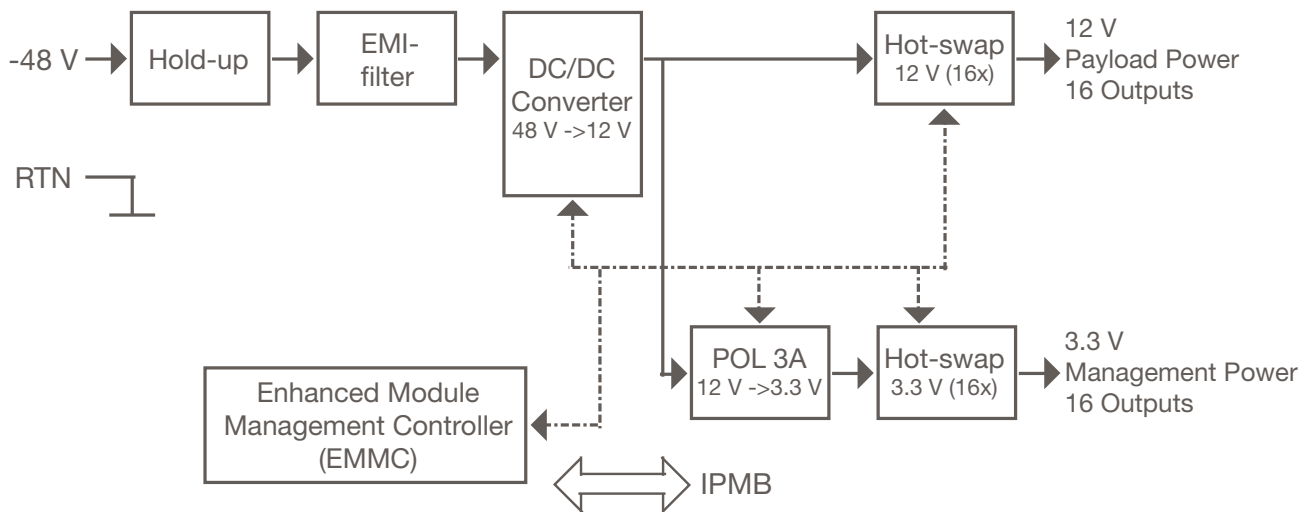 -48 V
Hold-up
EMI-
filter
DC/DC
Converter
48 V ->12 V
Hot-swap
12 V (16x)
12 V
Payload Power
16 Outputs
RTN
POL 3A
12 V ->3.3 V
Hot-swap
3.3 V (16x)
3.3 V
Management Power
16 Outputs
Enhanced Module
Management Controller
(EMMC)
IPMB